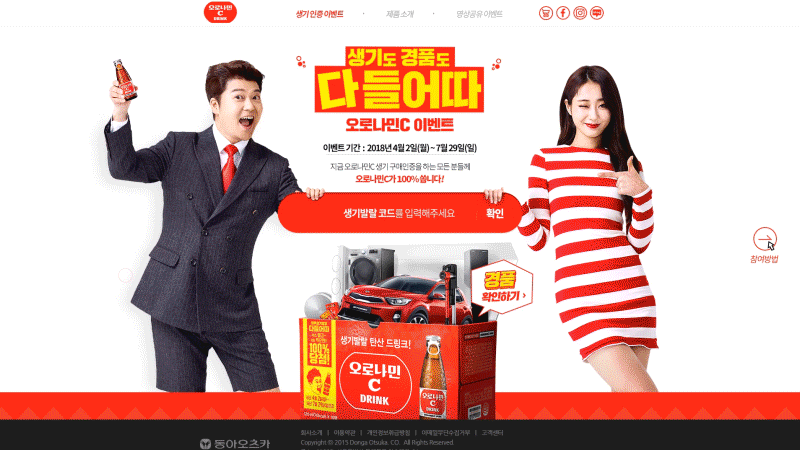 오로나민
C
DRINK
생기 인증 이벤트
제품 소개
영상공유 이벤트
생기도 경품도
다들어따
오로나민C 이벤트
이벤트 기간 : 2018년 4월 2일(월) ~ 7월 29일(일)
지금 오로나민C 생기 구매인증을 하는 모든 분들께
오로나민C가 100% 쏩니다!
생기발랄 코드를 입력해주세요
확인
참여방법
경품
확인하기 >
다들어따
100%
당첨!
생기발랄 탄산 드링크!
오로나민
C
DRINK
회사소개 | 이용약관 | 개인정보취급방침 | 이메일무단수집거부 | 고객센터
동아오츠카
Copyright © 2015 Donga Otsuka. CO. All Rights Reserved.